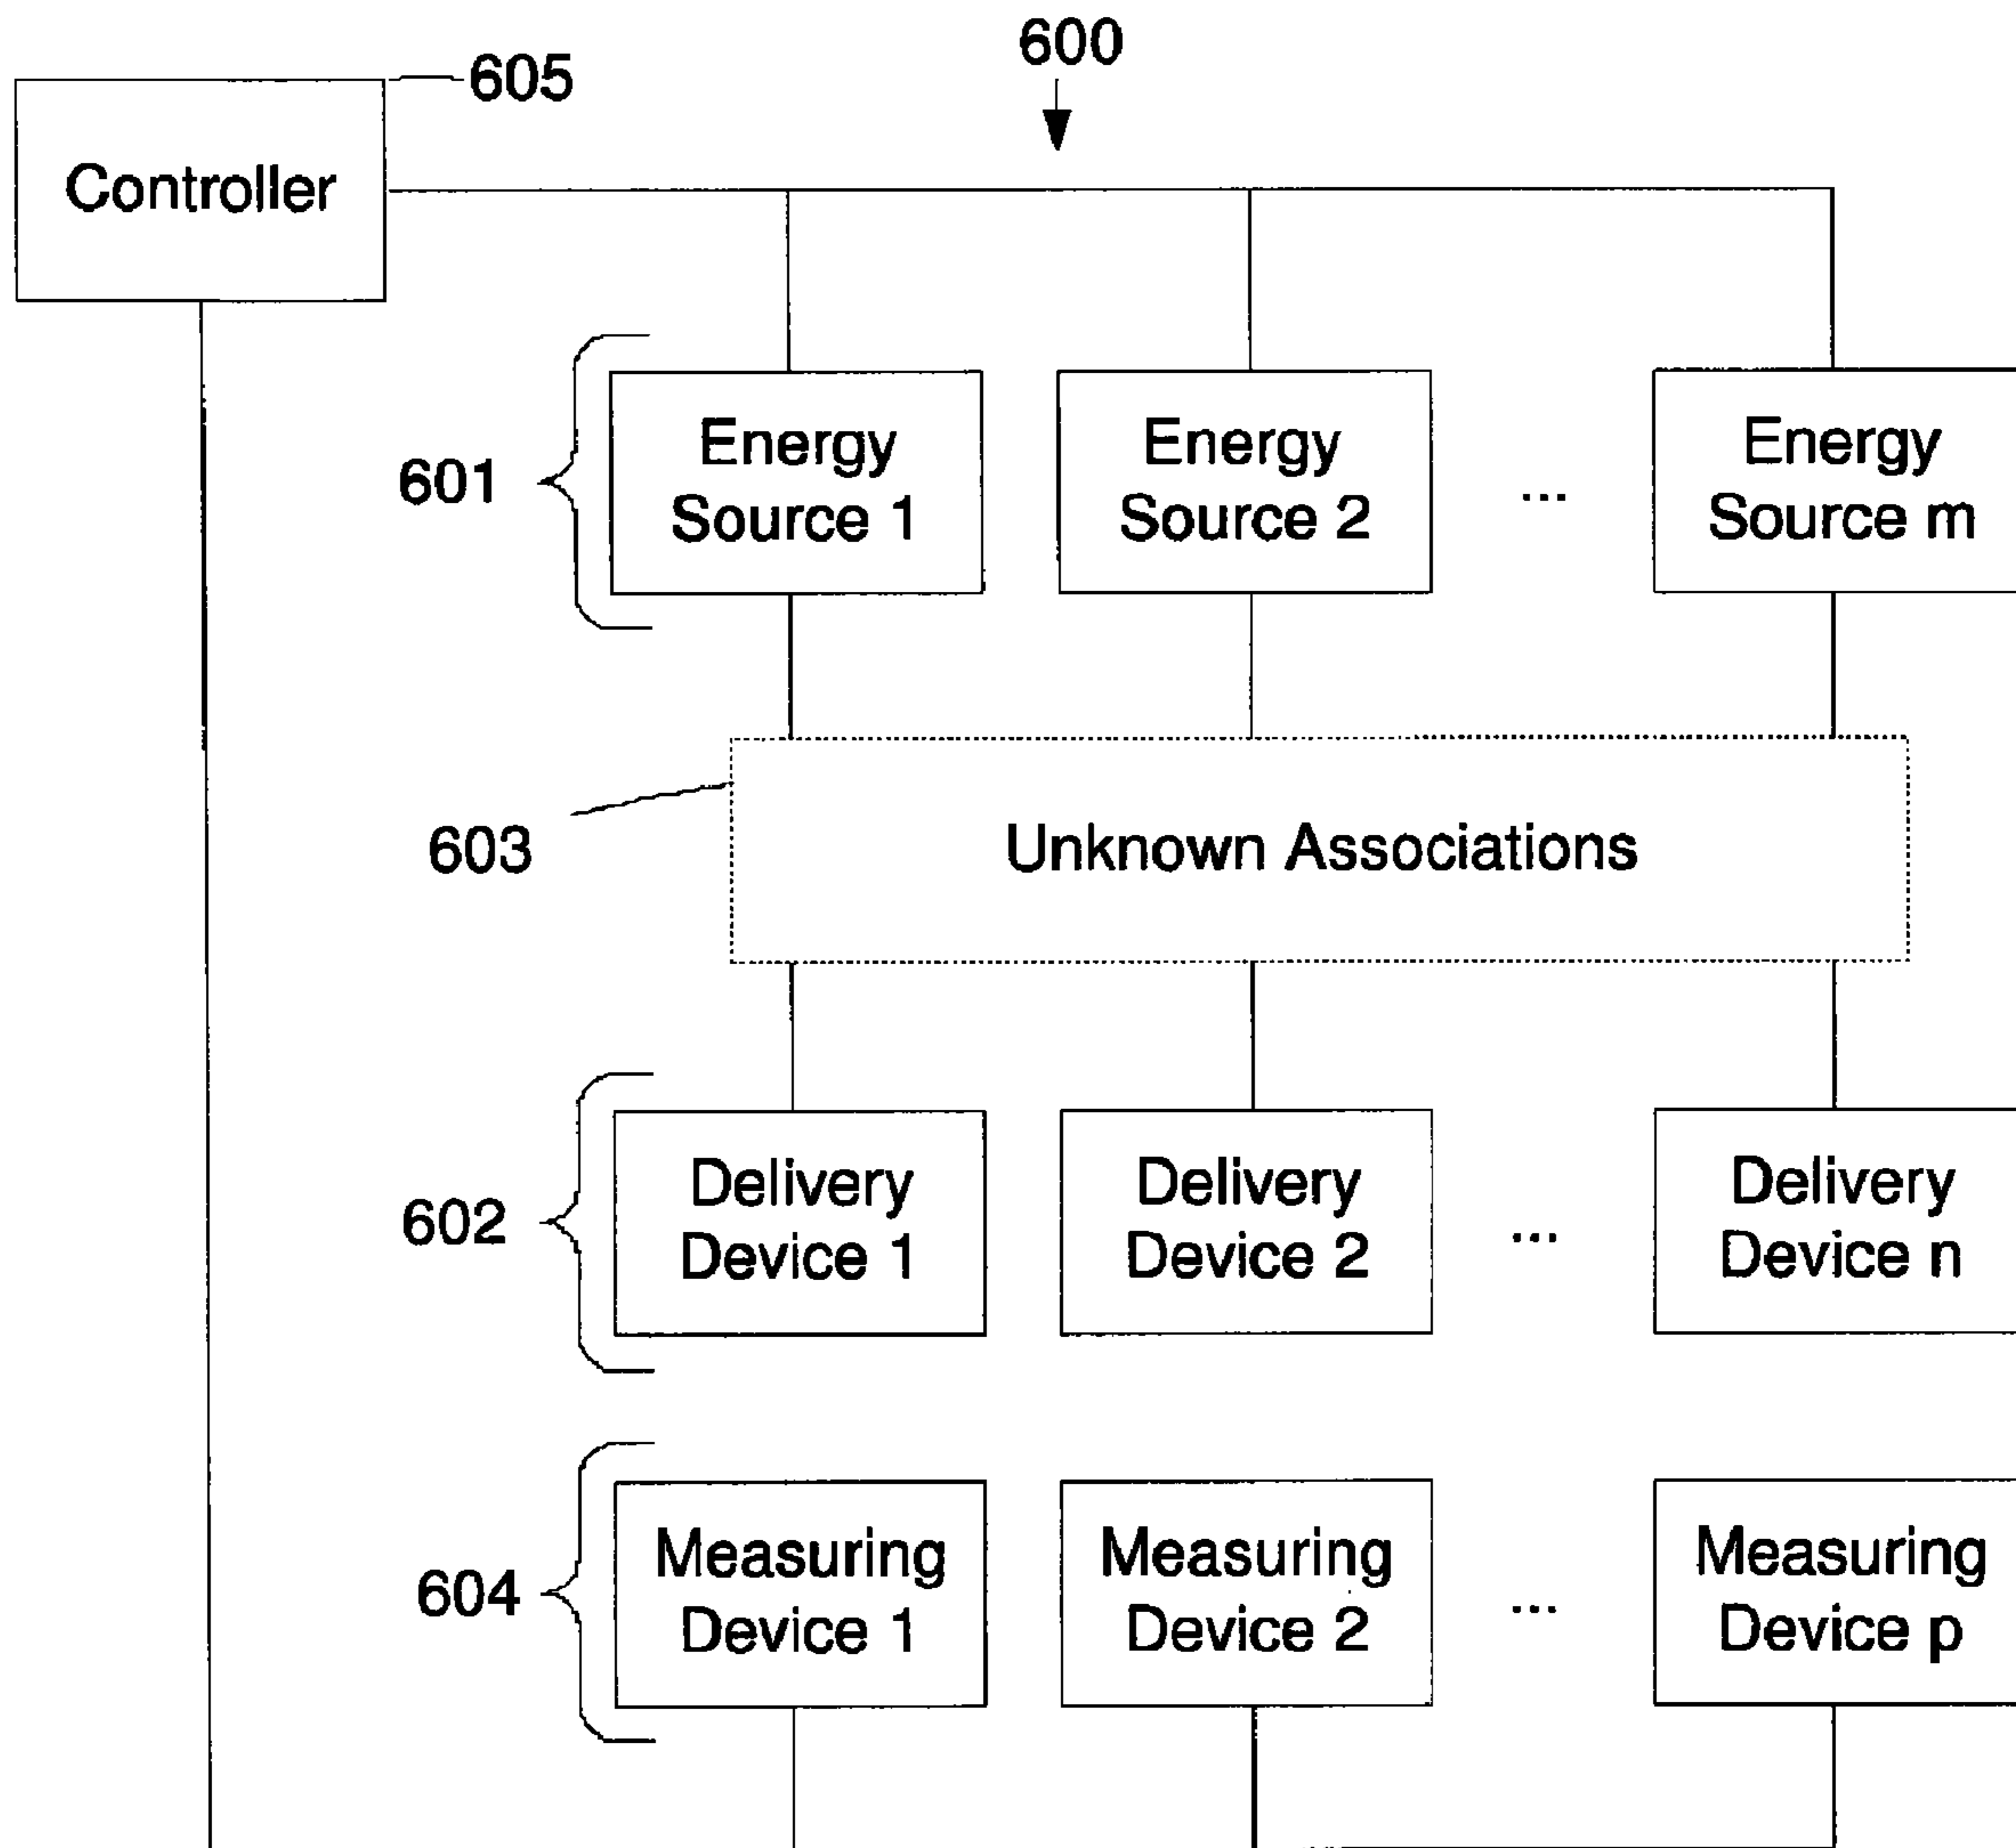 600
605
Controller
601
Energy
Source 1
Energy
Source 2
...
Energy
Source m
603
Unknown Associations
602
Delivery
Device 1
Delivery
Device 2
...
Delivery
Device n
604
Measuring
Device 1
Measuring
Device 2
...
Measuring
Device p